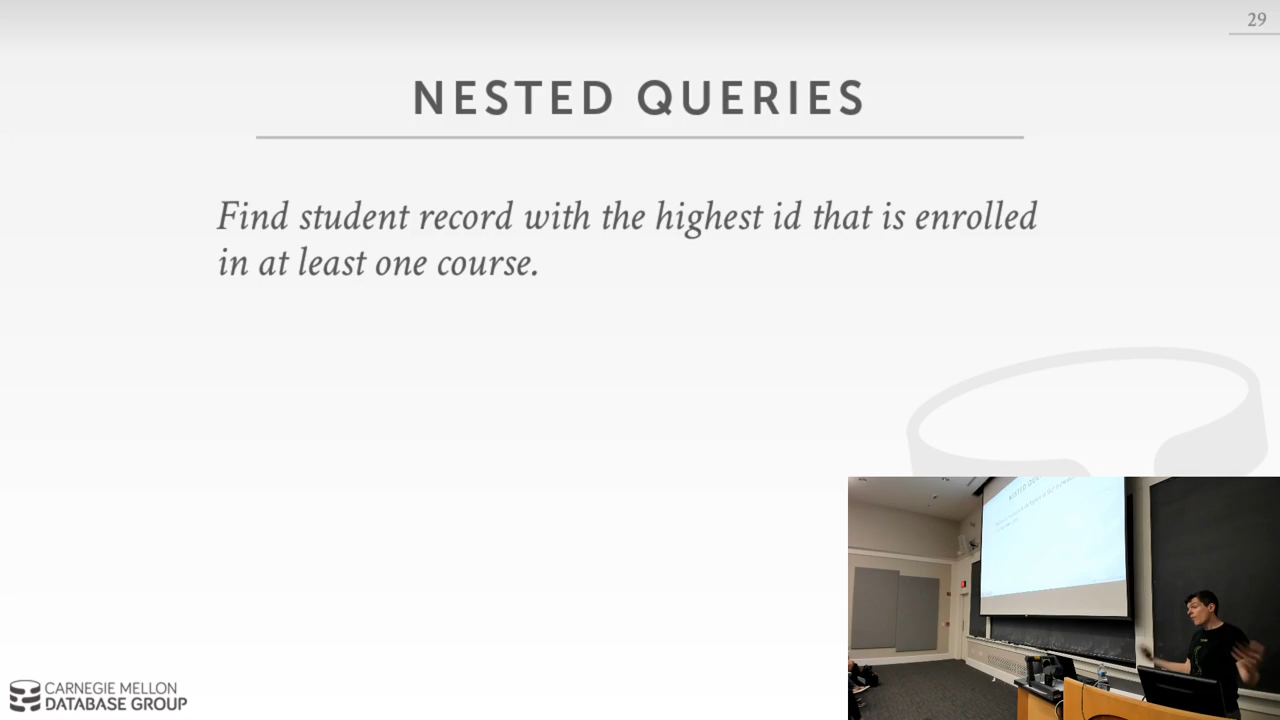 29
NESTED QUERIES
Find student record with the highest id that is enrolled
in at least one course.
CARNEGIE MELLON
DATABASE GROUP